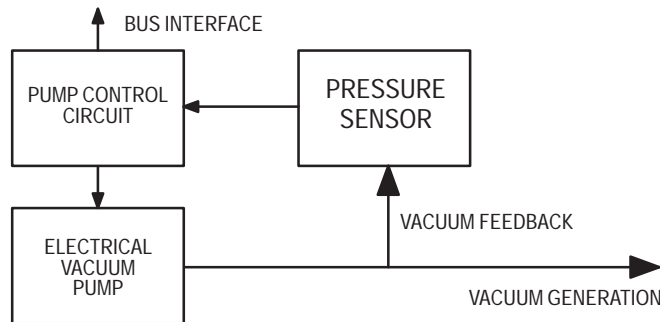 BUS INTERFACE
PUMP CONTROL
CIRCUIT
PRESSURE
SENSOR
VACUUM FEEDBACK
ELECTRICAL
VACUUM
PUMP
VACUUM GENERATION